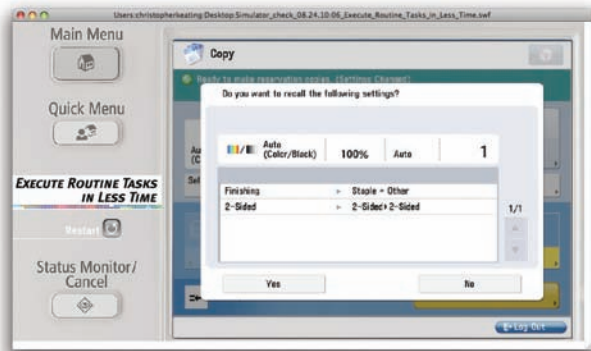 Users:christopherkeating:Desktop:Simulator_check_08.24.10:06_Execute_Routine_Tasks_in_Less_Time.swf
Main Menu
Quick Menu
EXECUTE ROUTINE TASKS
IN LESS TIME
Restart
Status Monitor/
Cancel
Copy
Ready to make reservation copies. (Settings Changed)
Do you want to recall the following settings?
Auto
(Color/Black)
100%
Auto
1
Finishing
Staple + Other
2-Sided
2-Sided▸2-Sided
1/1
Yes
No
Log Out